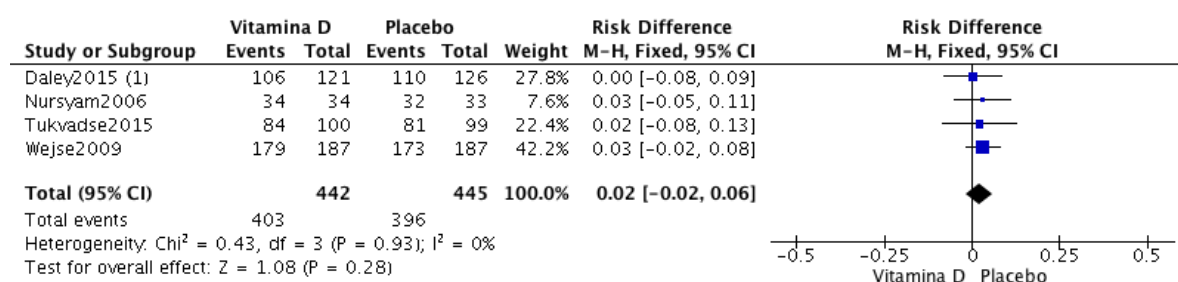 Vitamina D Placebo Risk Difference Risk Difference
Study or Subgroup Events Total Events Total Weight M-H, Fixed, 95% CI M-H, Fixed, 95% CI
Daley2015 (1) 106 121 110 126 27.8% 0.00 [-0.08, 0.09]
Nursyam2006 34 34 32 33 7.6% 0.03 [-0.05, 0.11]
Tukvadse2015 84 100 81 99 22.4% 0.02 [-0.08, 0.13]
Wejse2009 179 187 173 187 42.2% 0.03 [-0.02, 0.08]
Total (95% CI) 442 445 100.0% 0.02 [-0.02, 0.06]
Total events 403 396
Heterogeneity: Chi² = 0.43, df = 3 (P = 0.93); I² = 0%
Test for overall effect: Z = 1.08 (P = 0.28)
-0.5 -0.25 0 0.25 0.5
Vitamina D Placebo